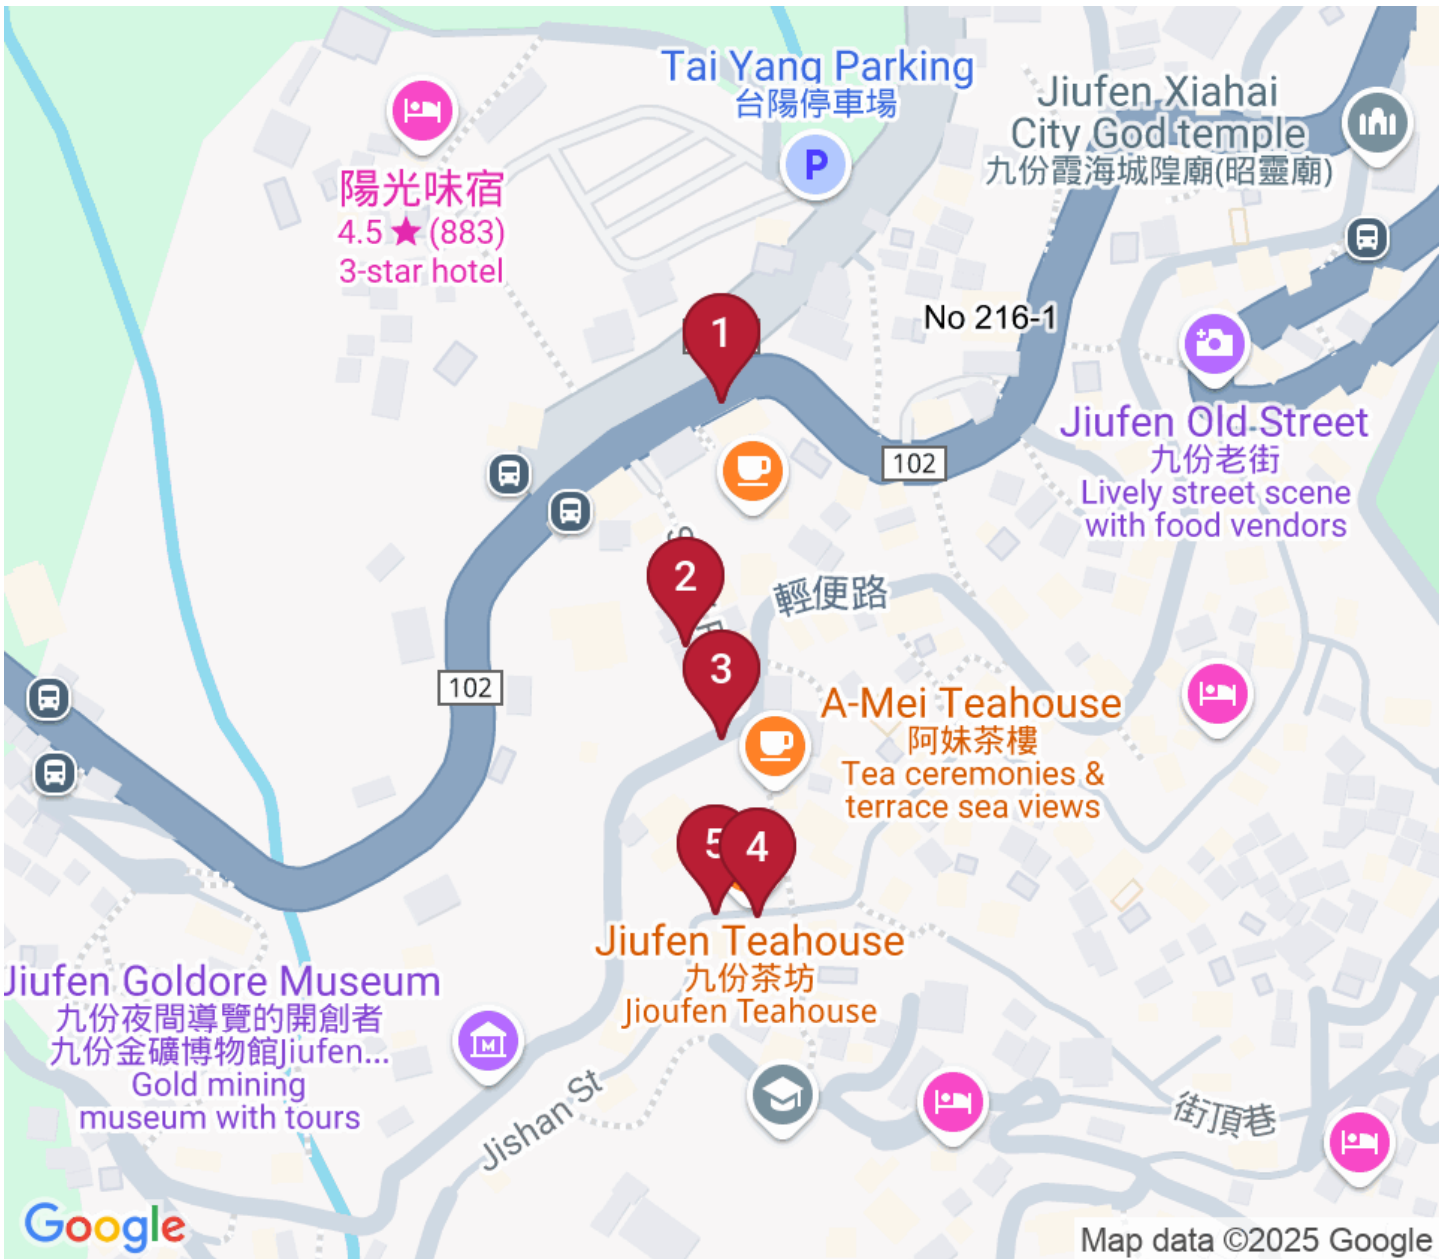 Tai Yang Parking
台陽停車場
P
Jiufen Xiahai
City God temple
九份霞海城隍廟(昭靈廟)
陽光味宿
4.5 ★ (883)
3-star hotel
1
No 216-1
Jiufen Old Street
九份老街
Lively street scene
with food vendors
102
2
輕便路
3
102
A-Mei Teahouse
阿妹茶樓
Tea ceremonies &
terrace sea views
5
4
Jiufen Teahouse
九份茶坊
Jioufen Teahouse
Jiufen Goldore Museum
九份夜間導覽的開創者
九份金礦博物館Jiufen...
Gold mining
museum with tours
M
Jishan St
街頂巷
Google
Map data ©2025 Google